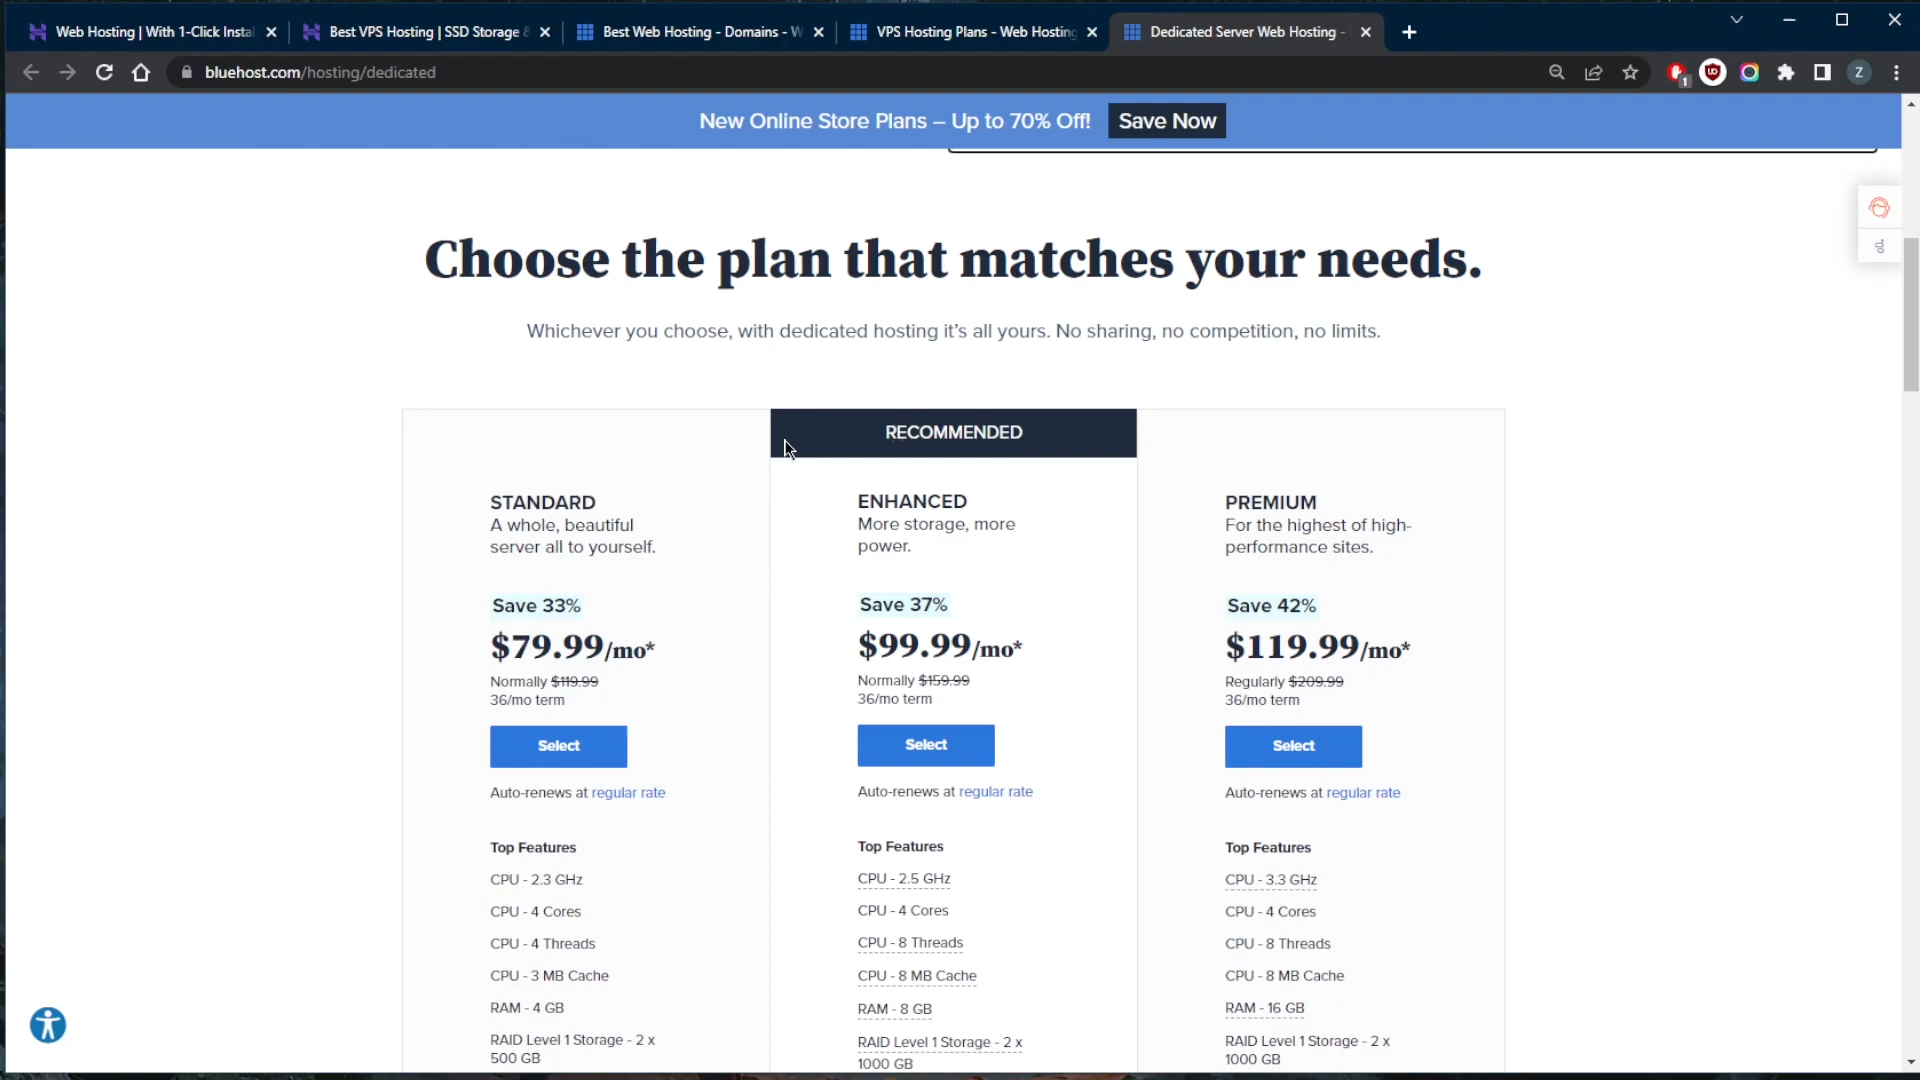 Web Hosting | With 1-Click Instal
Best VPS Hosting | SSD Storage &
Best Web Hosting - Domains - W
VPS Hosting Plans - Web Hosting
Dedicated Server Web Hosting -
bluehost.com/hosting/dedicated
1
Z
New Online Store Plans – Up to 70% Off!
Save Now
Choose the plan that matches your needs.
Whichever you choose, with dedicated hosting it's all yours. No sharing, no competition, no limits.
RECOMMENDED
STANDARD
A whole, beautiful
server all to yourself.
Save 33%
$79.99/mo*
Normally $119.99
36/mo term
Select
Auto-renews at regular rate
Top Features
CPU - 2.3 GHz
CPU - 4 Cores
CPU - 4 Threads
CPU - 3 MB Cache
RAM - 4 GB
RAID Level 1 Storage - 2 x
500 GB
ENHANCED
More storage, more
power.
Save 37%
$99.99/mo*
Normally $159.99
36/mo term
Select
Auto-renews at regular rate
Top Features
CPU - 2.5 GHz
CPU - 4 Cores
CPU - 8 Threads
CPU - 8 MB Cache
RAM - 8 GB
RAID Level 1 Storage - 2 x
1000 GB
PREMIUM
For the highest of high-
performance sites.
Save 42%
$119.99/mo*
Regularly $209.99
36/mo term
Select
Auto-renews at regular rate
Top Features
CPU - 3.3 GHz
CPU - 4 Cores
CPU - 8 Threads
CPU - 8 MB Cache
RAM - 16 GB
RAID Level 1 Storage - 2 x
1000 GB